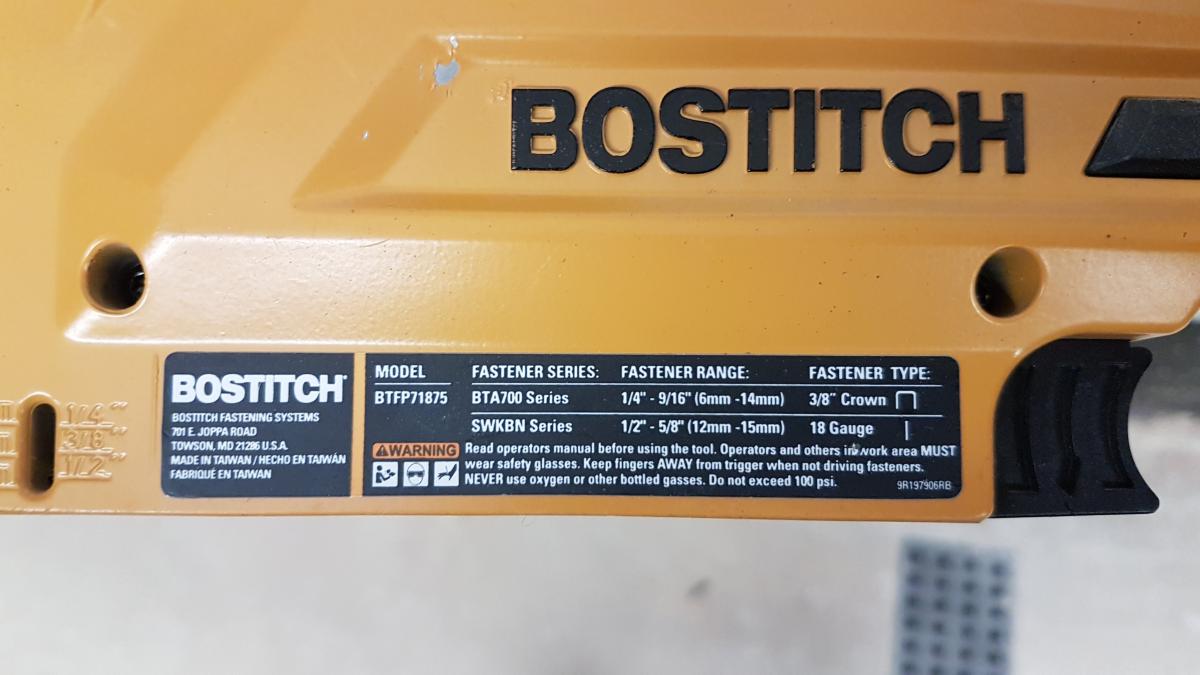 BOSTITCH
1/4"
3/8"
1/2"
BOSTITCH
BOSTITCH FASTENING SYSTEMS
701 E. JOPPA ROAD
TOWSON, MD 21286 U.S.A.
MADE IN TAIWAN / HECHO EN TAIWÁN
FABRIQUÉ EN TAIWAN
MODEL FASTENER SERIES: FASTENER RANGE: FASTENER TYPE:
BTFP71875 BTA700 Series 1/4" - 9/16" (6mm -14mm) 3/8" Crown
SWKBN Series 1/2" - 5/8" (12mm -15mm) 18 Gauge
WARNING Read operators manual before using the tool. Operators and others in work area MUST
wear safety glasses. Keep fingers AWAY from trigger when not driving fasteners.
NEVER use oxygen or other bottled gasses. Do not exceed 100 psi.
9R197906RB